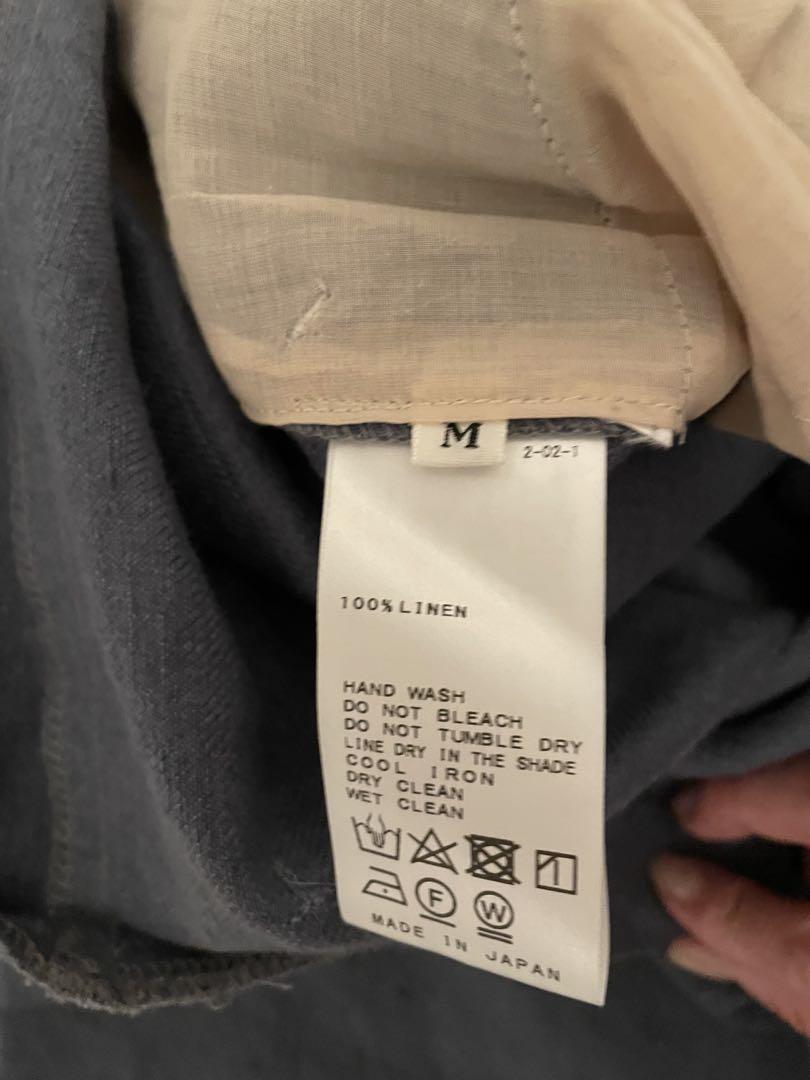 M
2-02-1
100% LINEN
HAND WASH
DO NOT BLEACH
DO NOT TUMBLE DRY
LINE DRY IN THE SHADE
COOL IRON
DRY CLEAN
WET CLEAN
F
W
MADE IN JAPAN